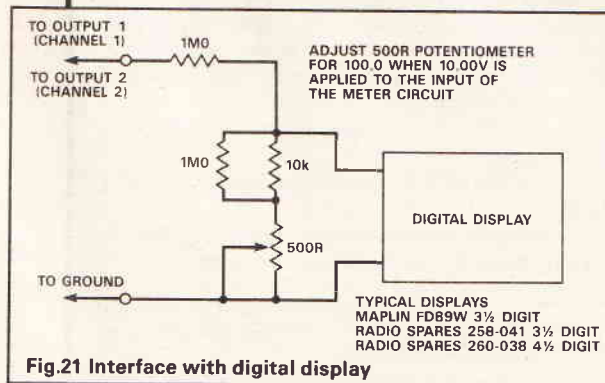 TO OUTPUT 1
(CHANNEL 1)
1M0
TO OUTPUT 2
(CHANNEL 2)
ADJUST 500R POTENTIOMETER
FOR 100.0 WHEN 10.00V IS
APPLIED TO THE INPUT OF
THE METER CIRCUIT
1M0
10k
DIGITAL DISPLAY
500R
TO GROUND
TYPICAL DISPLAYS
MAPLIN FD89W 3½ DIGIT
RADIO SPARES 258-041 3½ DIGIT
RADIO SPARES 260-038 4½ DIGIT
Fig.21 Interface with digital display